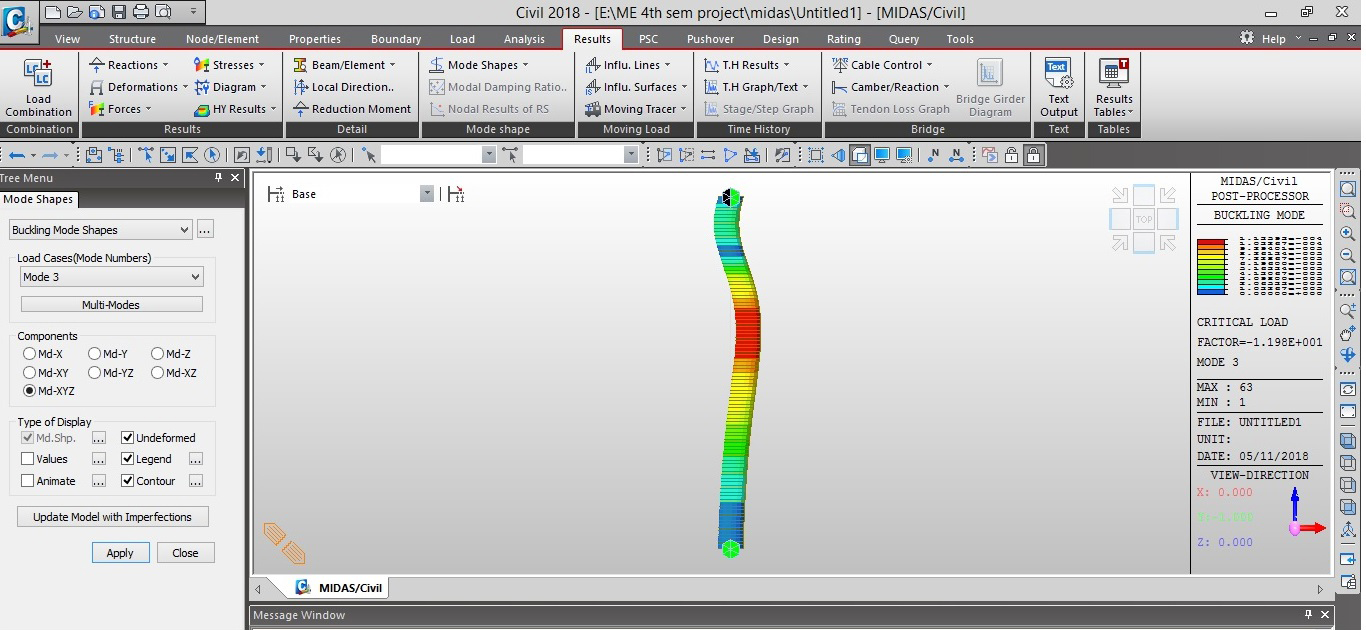 Civil 2018 - [E:\ME 4th sem project\midas\Untitled1] - [MIDAS/Civil]
View Structure Node/Element Properties Boundary Load Analysis Results PSC Pushover Design Rating Query Tools Help
Load Combination
Combination
Reactions
Deformations
Forces
Stresses
Diagram
HY Results
Results
Beam/Element
Local Direction..
Reduction Moment
Detail
Mode Shapes
Modal Damping Ratio..
Nodal Results of RS
Mode shape
Influ. Lines
Influ. Surfaces
Moving Tracer
Moving Load
T.H Results
T.H Graph/Text
Stage/Step Graph
Time History
Cable Control
Camber/Reaction
Tendon Loss Graph
Bridge Girder Diagram
Bridge
Text
Text Output
Text
Results Tables
Tables
Tree Menu
Mode Shapes
Buckling Mode Shapes
...
Load Cases(Mode Numbers)
Mode 3
Multi-Modes
Components
Md-X Md-Y Md-Z
Md-XY Md-YZ Md-XZ
Md-XYZ
Type of Display
Md.Shp. ... Undeformed
Values ... Legend ...
Animate ... Contour ...
Update Model with Imperfections
Apply Close
Base
TOP
MIDAS/Civil
POST-PROCESSOR
BUCKLING MODE
CRITICAL LOAD
FACTOR=-1.198E+001
MODE 3
MAX : 63
MIN : 1
FILE: UNTITLED1
UNIT:
DATE: 05/11/2018
VIEW-DIRECTION
X: 0.000
Z: 0.000
MIDAS/Civil
Message Window